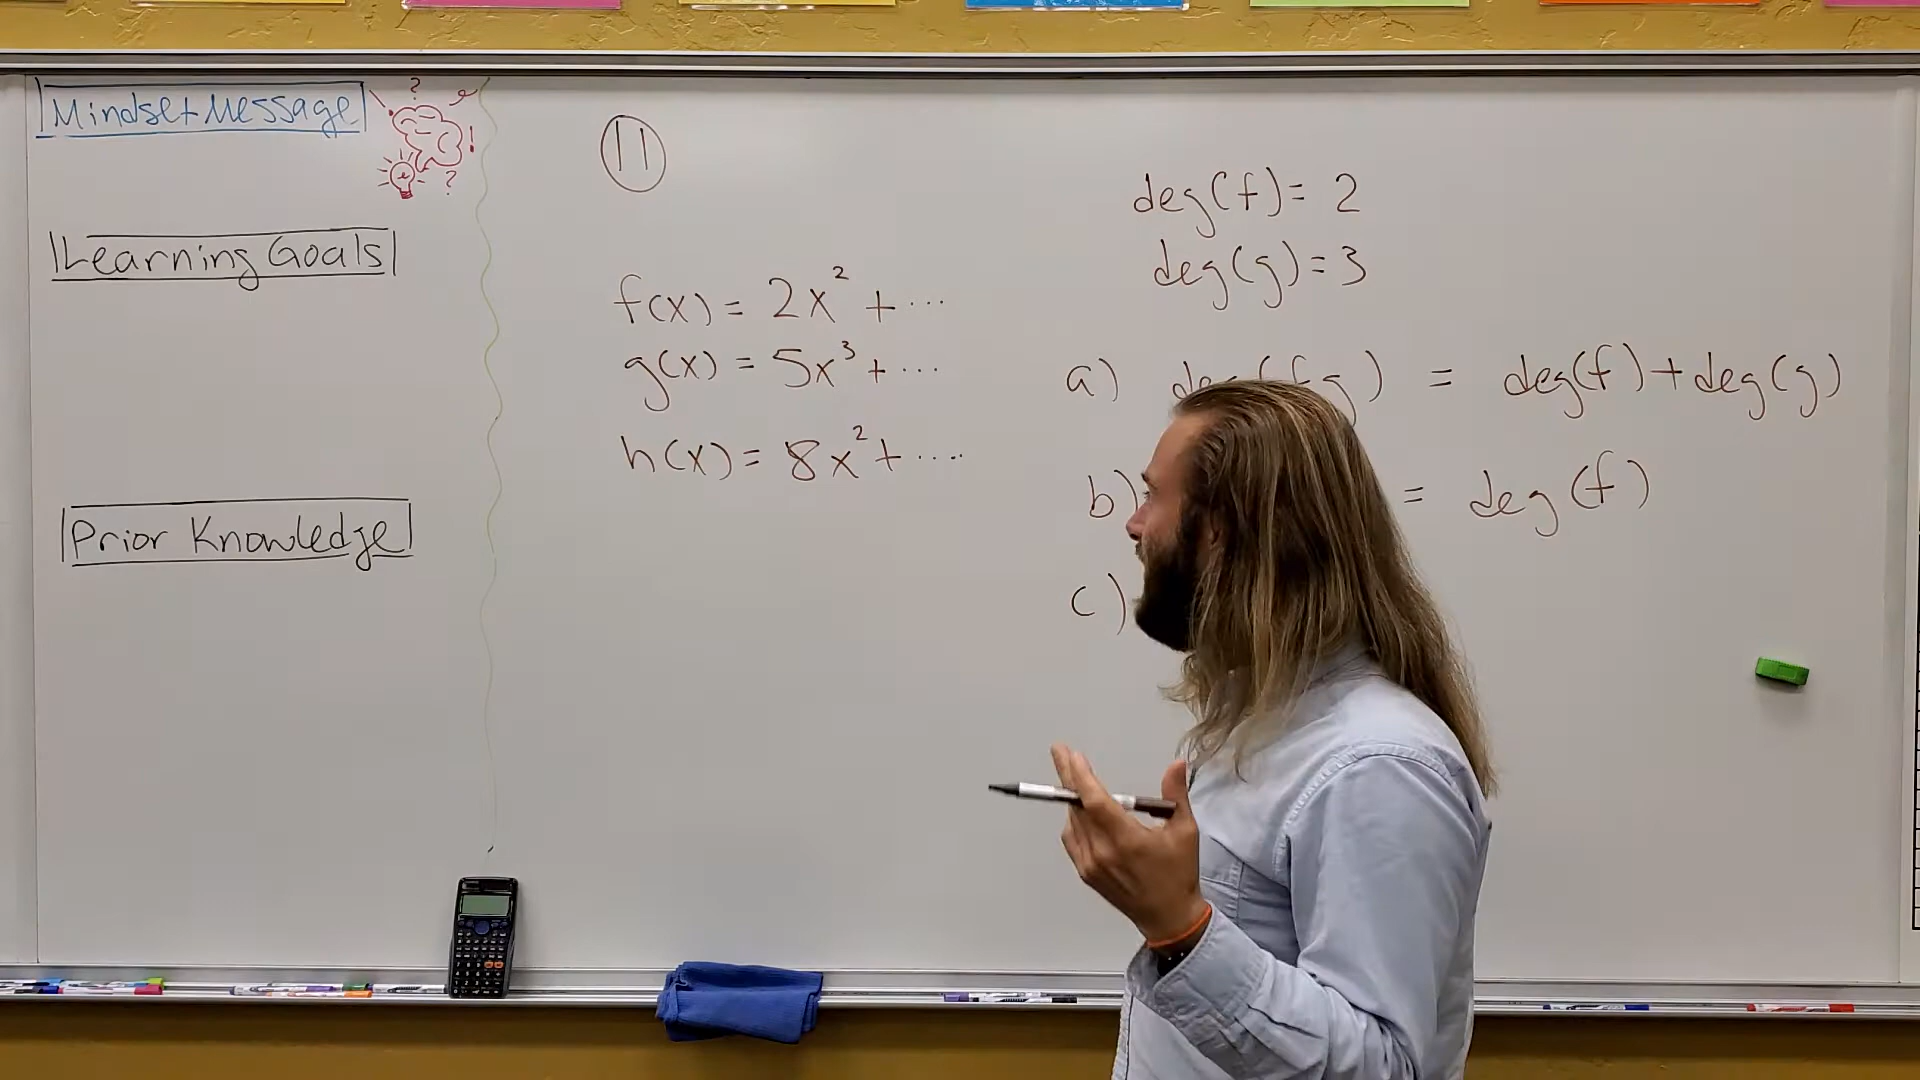 Mindset Message
? ! ?
Learning Goals
Prior Knowledge
11
f(x) = 2x² + ...
g(x) = 5x³ + ...
h(x) = 8x² + ....
deg(f) = 2
deg(g) = 3
a) deg(fg) = deg(f) + deg(g)
b) = deg(f)
c)